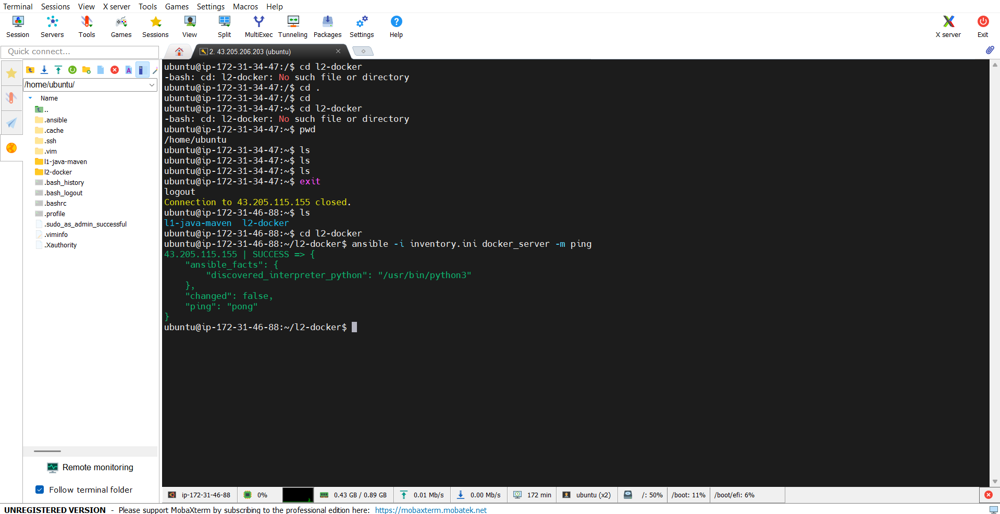 Terminal Sessions View X server Tools Games Settings Macros Help
Session Servers Tools Games Sessions View Split MultiExec Tunneling Packages Settings Help X server Exit
Quick connect...
2. 43.205.206.203 (ubuntu)
/home/ubuntu/
Name
..
.ansible
.cache
.ssh
.vim
l1-java-maven
l2-docker
.bash_history
.bash_logout
.bashrc
.profile
.sudo_as_admin_successful
.viminfo
.Xauthority
Remote monitoring
Follow terminal folder
ubuntu@ip-172-31-34-47:/$ cd l2-docker
-bash: cd: l2-docker: No such file or directory
ubuntu@ip-172-31-34-47:/$ cd .
ubuntu@ip-172-31-34-47:/$ cd
ubuntu@ip-172-31-34-47:~$ cd l2-docker
-bash: cd: l2-docker: No such file or directory
ubuntu@ip-172-31-34-47:~$ pwd
/home/ubuntu
ubuntu@ip-172-31-34-47:~$ ls
ubuntu@ip-172-31-34-47:~$ ls
ubuntu@ip-172-31-34-47:~$ ls
ubuntu@ip-172-31-34-47:~$ exit
logout
Connection to 43.205.115.155 closed.
ubuntu@ip-172-31-46-88:~$ ls
l1-java-maven  l2-docker
ubuntu@ip-172-31-46-88:~$ cd l2-docker
ubuntu@ip-172-31-46-88:~/l2-docker$ ansible -i inventory.ini docker_server -m ping
43.205.115.155 | SUCCESS => {
    "ansible_facts": {
        "discovered_interpreter_python": "/usr/bin/python3"
    },
    "changed": false,
    "ping": "pong"
}
ubuntu@ip-172-31-46-88:~/l2-docker$
ip-172-31-46-88 0% 0.43 GB / 0.89 GB 0.01 Mb/s 0.00 Mb/s 172 min ubuntu (x2) /: 50% /boot: 11% /boot/efi: 6%
UNREGISTERED VERSION - Please support MobaXterm by subscribing to the professional edition here: https://mobaxterm.mobatek.net